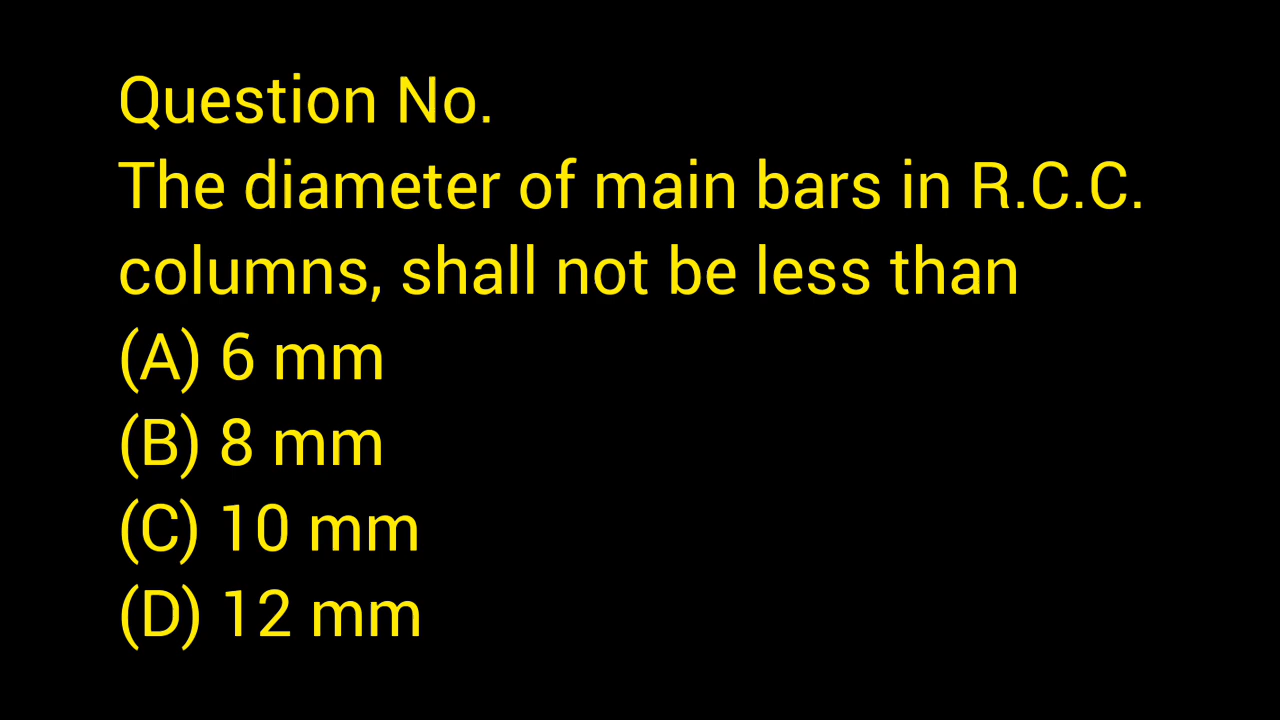 Question No.
The diameter of main bars in R.C.C.
columns, shall not be less than
(A) 6 mm
(B) 8 mm
(C) 10 mm
(D) 12 mm